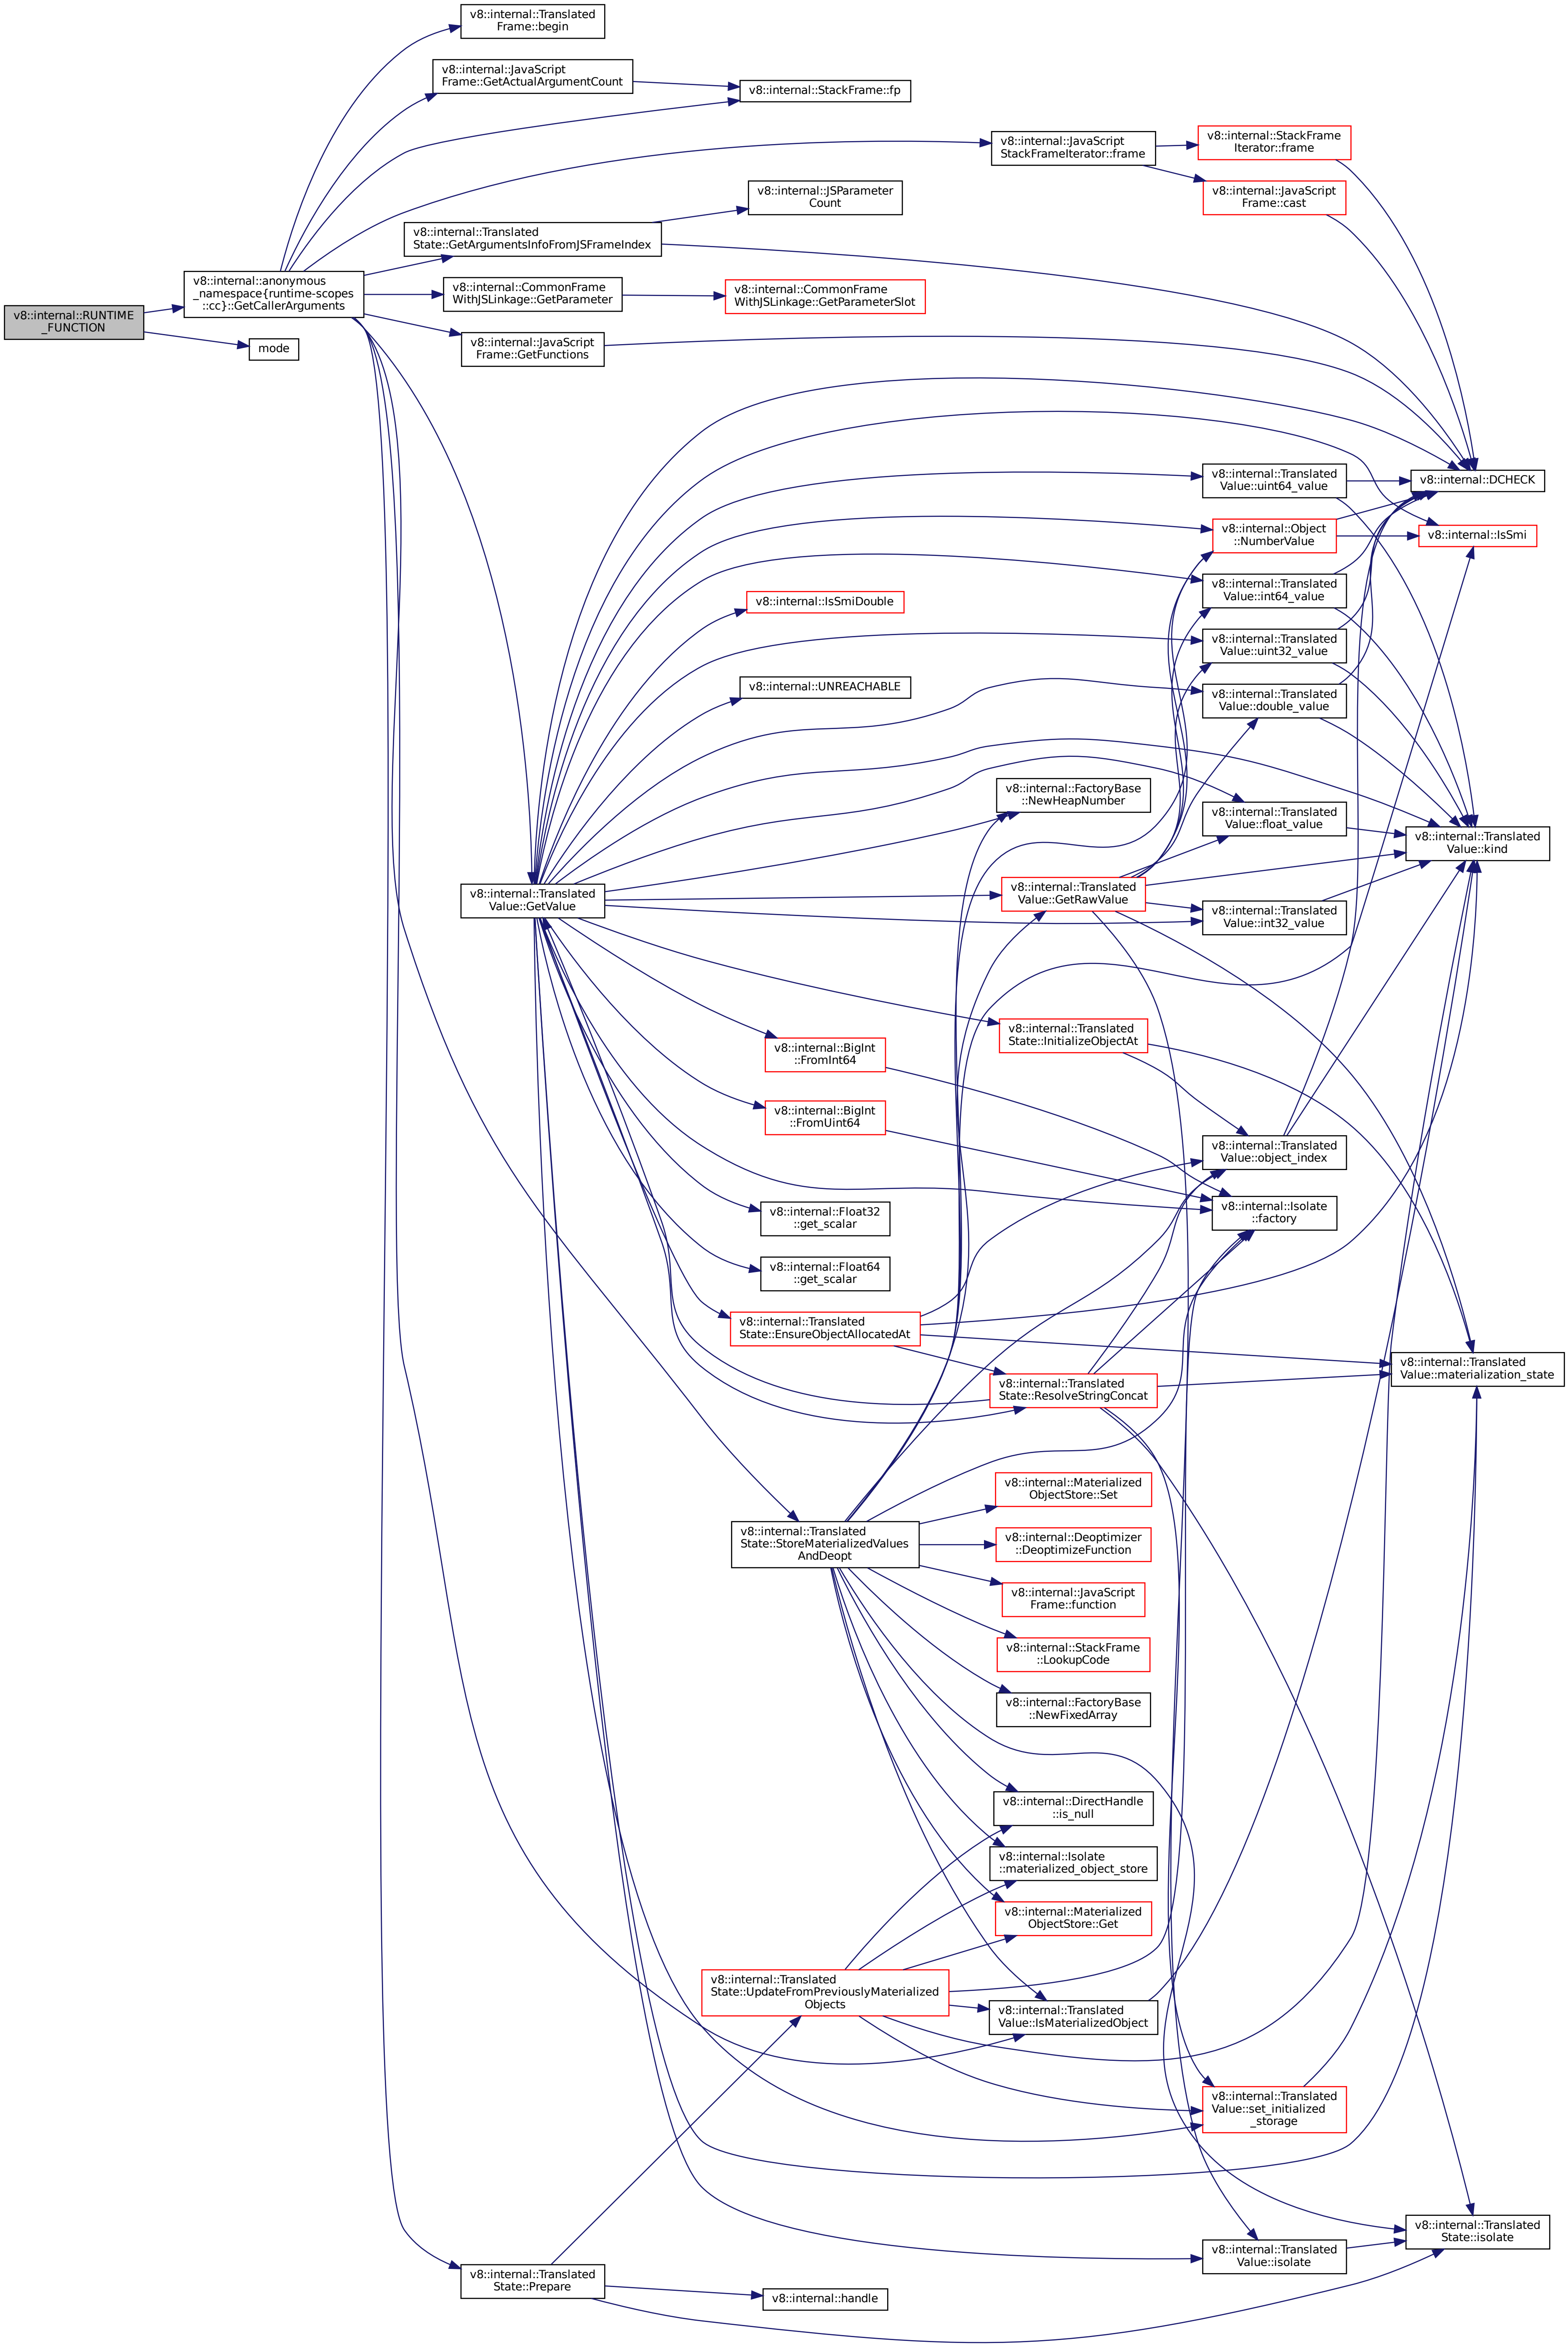 v8::internal::Translated
Frame::begin
v8::internal::JavaScript
Frame::GetActualArgumentCount
v8::internal::StackFrame::fp
v8::internal::JavaScript
StackFrameIterator::frame
v8::internal::StackFrame
Iterator::frame
v8::internal::JavaScript
Frame::cast
v8::internal::JSParameter
Count
v8::internal::Translated
State::GetArgumentsInfoFromJSFrameIndex
v8::internal::anonymous
_namespace{runtime-scopes
::cc}::GetCallerArguments
v8::internal::CommonFrame
WithJSLinkage::GetParameter
v8::internal::CommonFrame
WithJSLinkage::GetParameterSlot
v8::internal::RUNTIME
_FUNCTION
mode
v8::internal::JavaScript
Frame::GetFunctions
v8::internal::Translated
Value::uint64_value
v8::internal::DCHECK
v8::internal::Object
::NumberValue
v8::internal::IsSmi
v8::internal::IsSmiDouble
v8::internal::Translated
Value::int64_value
v8::internal::Translated
Value::uint32_value
v8::internal::UNREACHABLE
v8::internal::Translated
Value::double_value
v8::internal::FactoryBase
::NewHeapNumber
v8::internal::Translated
Value::float_value
v8::internal::Translated
Value::kind
v8::internal::Translated
Value::GetValue
v8::internal::Translated
Value::GetRawValue
v8::internal::Translated
Value::int32_value
v8::internal::Translated
State::InitializeObjectAt
v8::internal::BigInt
::FromInt64
v8::internal::BigInt
::FromUint64
v8::internal::Translated
Value::object_index
v8::internal::Isolate
::factory
v8::internal::Float32
::get_scalar
v8::internal::Float64
::get_scalar
v8::internal::Translated
State::EnsureObjectAllocatedAt
v8::internal::Translated
Value::materialization_state
v8::internal::Translated
State::ResolveStringConcat
v8::internal::Materialized
ObjectStore::Set
v8::internal::Translated
State::StoreMaterializedValues
AndDeopt
v8::internal::Deoptimizer
::DeoptimizeFunction
v8::internal::JavaScript
Frame::function
v8::internal::StackFrame
::LookupCode
v8::internal::FactoryBase
::NewFixedArray
v8::internal::DirectHandle
::is_null
v8::internal::Isolate
::materialized_object_store
v8::internal::Materialized
ObjectStore::Get
v8::internal::Translated
State::UpdateFromPreviouslyMaterialized
Objects
v8::internal::Translated
Value::IsMaterializedObject
v8::internal::Translated
Value::set_initialized
_storage
v8::internal::Translated
State::isolate
v8::internal::Translated
Value::isolate
v8::internal::Translated
State::Prepare
v8::internal::handle